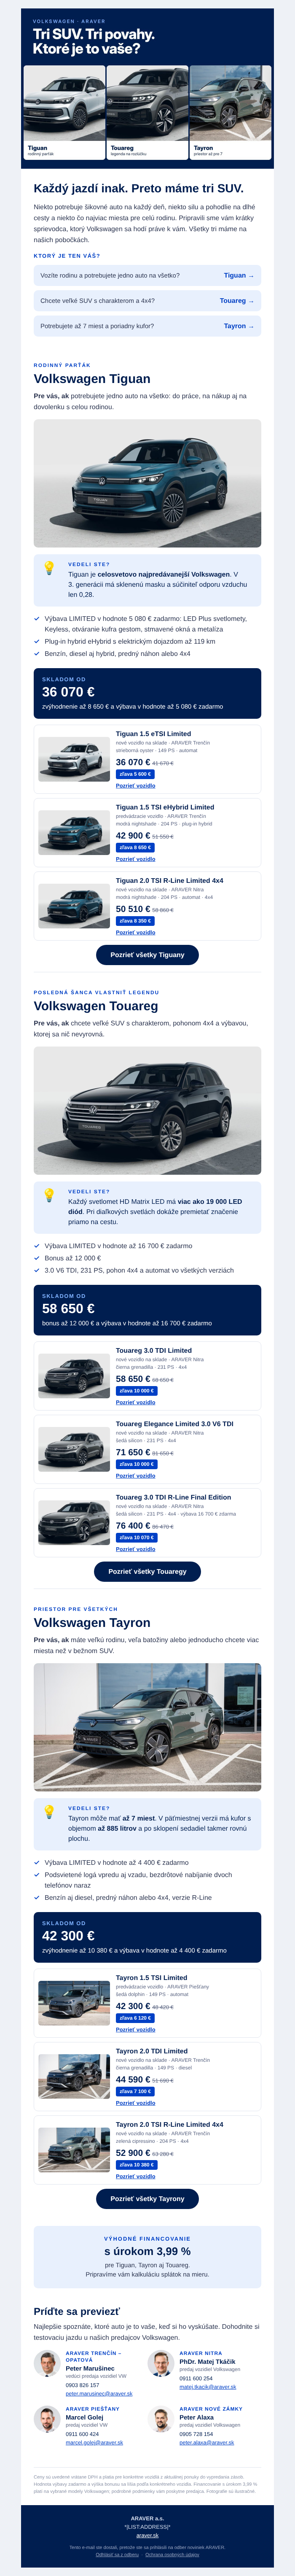 VOLKSWAGEN · ARAVER
Tri SUV. Tri povahy.
Ktoré je to vaše?
Tiguan
rodinný parťák
Touareg
legenda na rozlúčku
Tayron
priestor až pre 7
Každý jazdí inak. Preto máme tri SUV.
Niekto potrebuje šikovné auto na každý deň, niekto silu a pohodlie na dlhé
cesty a niekto čo najviac miesta pre celú rodinu. Pripravili sme vám krátky
sprievodca, ktorý Volkswagen sa hodí práve k vám. Všetky tri máme na
našich pobočkách.
KTORÝ JE TEN VÁŠ?
Vozíte rodinu a potrebujete jedno auto na všetko? Tiguan →
Chcete veľké SUV s charakterom a 4x4? Touareg →
Potrebujete až 7 miest a poriadny kufor? Tayron →
RODINNÝ PARŤÁK
Volkswagen Tiguan
Pre vás, ak potrebujete jedno auto na všetko: do práce, na nákup aj na
dovolenku s celou rodinou.
VEDELI STE?
Tiguan je celosvetovo najpredávanejší Volkswagen. V
3. generácii má sklenenú masku a súčiniteľ odporu vzduchu
len 0,28.
✓ Výbava LIMITED v hodnote 5 080 € zadarmo: LED Plus svetlomety,
Keyless, otváranie kufra gestom, stmavené okná a metalíza
✓ Plug-in hybrid eHybrid s elektrickým dojazdom až 119 km
✓ Benzín, diesel aj hybrid, predný náhon alebo 4x4
SKLADOM OD
36 070 €
zvýhodnenie až 8 650 € a výbava v hodnote až 5 080 € zadarmo
Tiguan 1.5 eTSI Limited
nové vozidlo na sklade · ARAVER Trenčín
strieborná oyster · 149 PS · automat
36 070 € 41 670 €
zľava 5 600 €
Pozrieť vozidlo
Tiguan 1.5 TSI eHybrid Limited
predvádzacie vozidlo · ARAVER Trenčín
modrá nightshade · 204 PS · plug-in hybrid
42 900 € 51 550 €
zľava 8 650 €
Pozrieť vozidlo
Tiguan 2.0 TSI R-Line Limited 4x4
nové vozidlo na sklade · ARAVER Nitra
modrá nightshade · 204 PS · automat · 4x4
50 510 € 58 860 €
zľava 8 350 €
Pozrieť vozidlo
Pozrieť všetky Tiguany
POSLEDNÁ ŠANCA VLASTNIŤ LEGENDU
Volkswagen Touareg
Pre vás, ak chcete veľké SUV s charakterom, pohonom 4x4 a výbavou,
ktorej sa nič nevyrovná.
VEDELI STE?
Každý svetlomet HD Matrix LED má viac ako 19 000 LED
diód. Pri diaľkových svetlách dokáže premietať značenie
priamo na cestu.
✓ Výbava LIMITED v hodnote až 16 700 € zadarmo
✓ Bonus až 12 000 €
✓ 3.0 V6 TDI, 231 PS, pohon 4x4 a automat vo všetkých verziách
SKLADOM OD
58 650 €
bonus až 12 000 € a výbava v hodnote až 16 700 € zadarmo
Touareg 3.0 TDI Limited
nové vozidlo na sklade · ARAVER Nitra
čierna grenadilla · 231 PS · 4x4
58 650 € 68 650 €
zľava 10 000 €
Pozrieť vozidlo
Touareg Elegance Limited 3.0 V6 TDI
nové vozidlo na sklade · ARAVER Nitra
šedá silicon · 231 PS · 4x4
71 650 € 81 650 €
zľava 10 000 €
Pozrieť vozidlo
Touareg 3.0 TDI R-Line Final Edition
nové vozidlo na sklade · ARAVER Nitra
šedá silicon · 231 PS · 4x4 · výbava 16 700 € zadarmo
76 400 € 86 470 €
zľava 10 070 €
Pozrieť vozidlo
Pozrieť všetky Touaregy
PRIESTOR PRE VŠETKÝCH
Volkswagen Tayron
Pre vás, ak máte veľkú rodinu, veľa batožiny alebo jednoducho chcete viac
miesta než v bežnom SUV.
VEDELI STE?
Tayron môže mať až 7 miest. V päťmiestnej verzii má kufor s
objemom až 885 litrov a po sklopení sedadiel takmer rovnú
plochu.
✓ Výbava LIMITED v hodnote až 4 400 € zadarmo
✓ Podsvietené logá vpredu aj vzadu, bezdrôtové nabíjanie dvoch
telefónov naraz
✓ Benzín aj diesel, predný náhon alebo 4x4, verzie R-Line
SKLADOM OD
42 300 €
zvýhodnenie až 10 380 € a výbava v hodnote až 4 400 € zadarmo
Tayron 1.5 TSI Limited
predvádzacie vozidlo · ARAVER Piešťany
šedá dolphin · 149 PS · automat
42 300 € 48 420 €
zľava 6 120 €
Pozrieť vozidlo
Tayron 2.0 TDI Limited
nové vozidlo na sklade · ARAVER Trenčín
čierna grenadilla · 149 PS · diesel
44 590 € 51 690 €
zľava 7 100 €
Pozrieť vozidlo
Tayron 2.0 TSI R-Line Limited 4x4
nové vozidlo na sklade · ARAVER Trenčín
zelená cipressino · 204 PS · 4x4
52 900 € 63 280 €
zľava 10 380 €
Pozrieť vozidlo
Pozrieť všetky Tayrony
VÝHODNÉ FINANCOVANIE
s úrokom 3,99 %
pre Tiguan, Tayron aj Touareg.
Pripravíme vám kalkuláciu splátok na mieru.
Príďte sa previezť
Najlepšie spoznáte, ktoré auto je to vaše, keď si ho vyskúšate. Dohodnite si
testovaciu jazdu u našich predajcov Volkswagen.
ARAVER TRENČÍN –
OPATOVÁ
Peter Marušinec
vedúci predaja vozidiel VW
0903 826 157
peter.marusinec@araver.sk
ARAVER NITRA
PhDr. Matej Tkáčik
predaj vozidiel Volkswagen
0911 600 254
matej.tkacik@araver.sk
ARAVER PIEŠŤANY
Marcel Golej
predaj vozidiel VW
0911 600 424
marcel.golej@araver.sk
ARAVER NOVÉ ZÁMKY
Peter Alaxa
predaj vozidiel Volkswagen
0905 728 154
peter.alaxa@araver.sk
ARAVER a.s.
*|LIST:ADDRESS|*
araver.sk
Tento e-mail ste dostali, pretože ste sa prihlásili na odber noviniek ARAVER.
Odhlásiť sa z odberu Ochrana osobných údajov